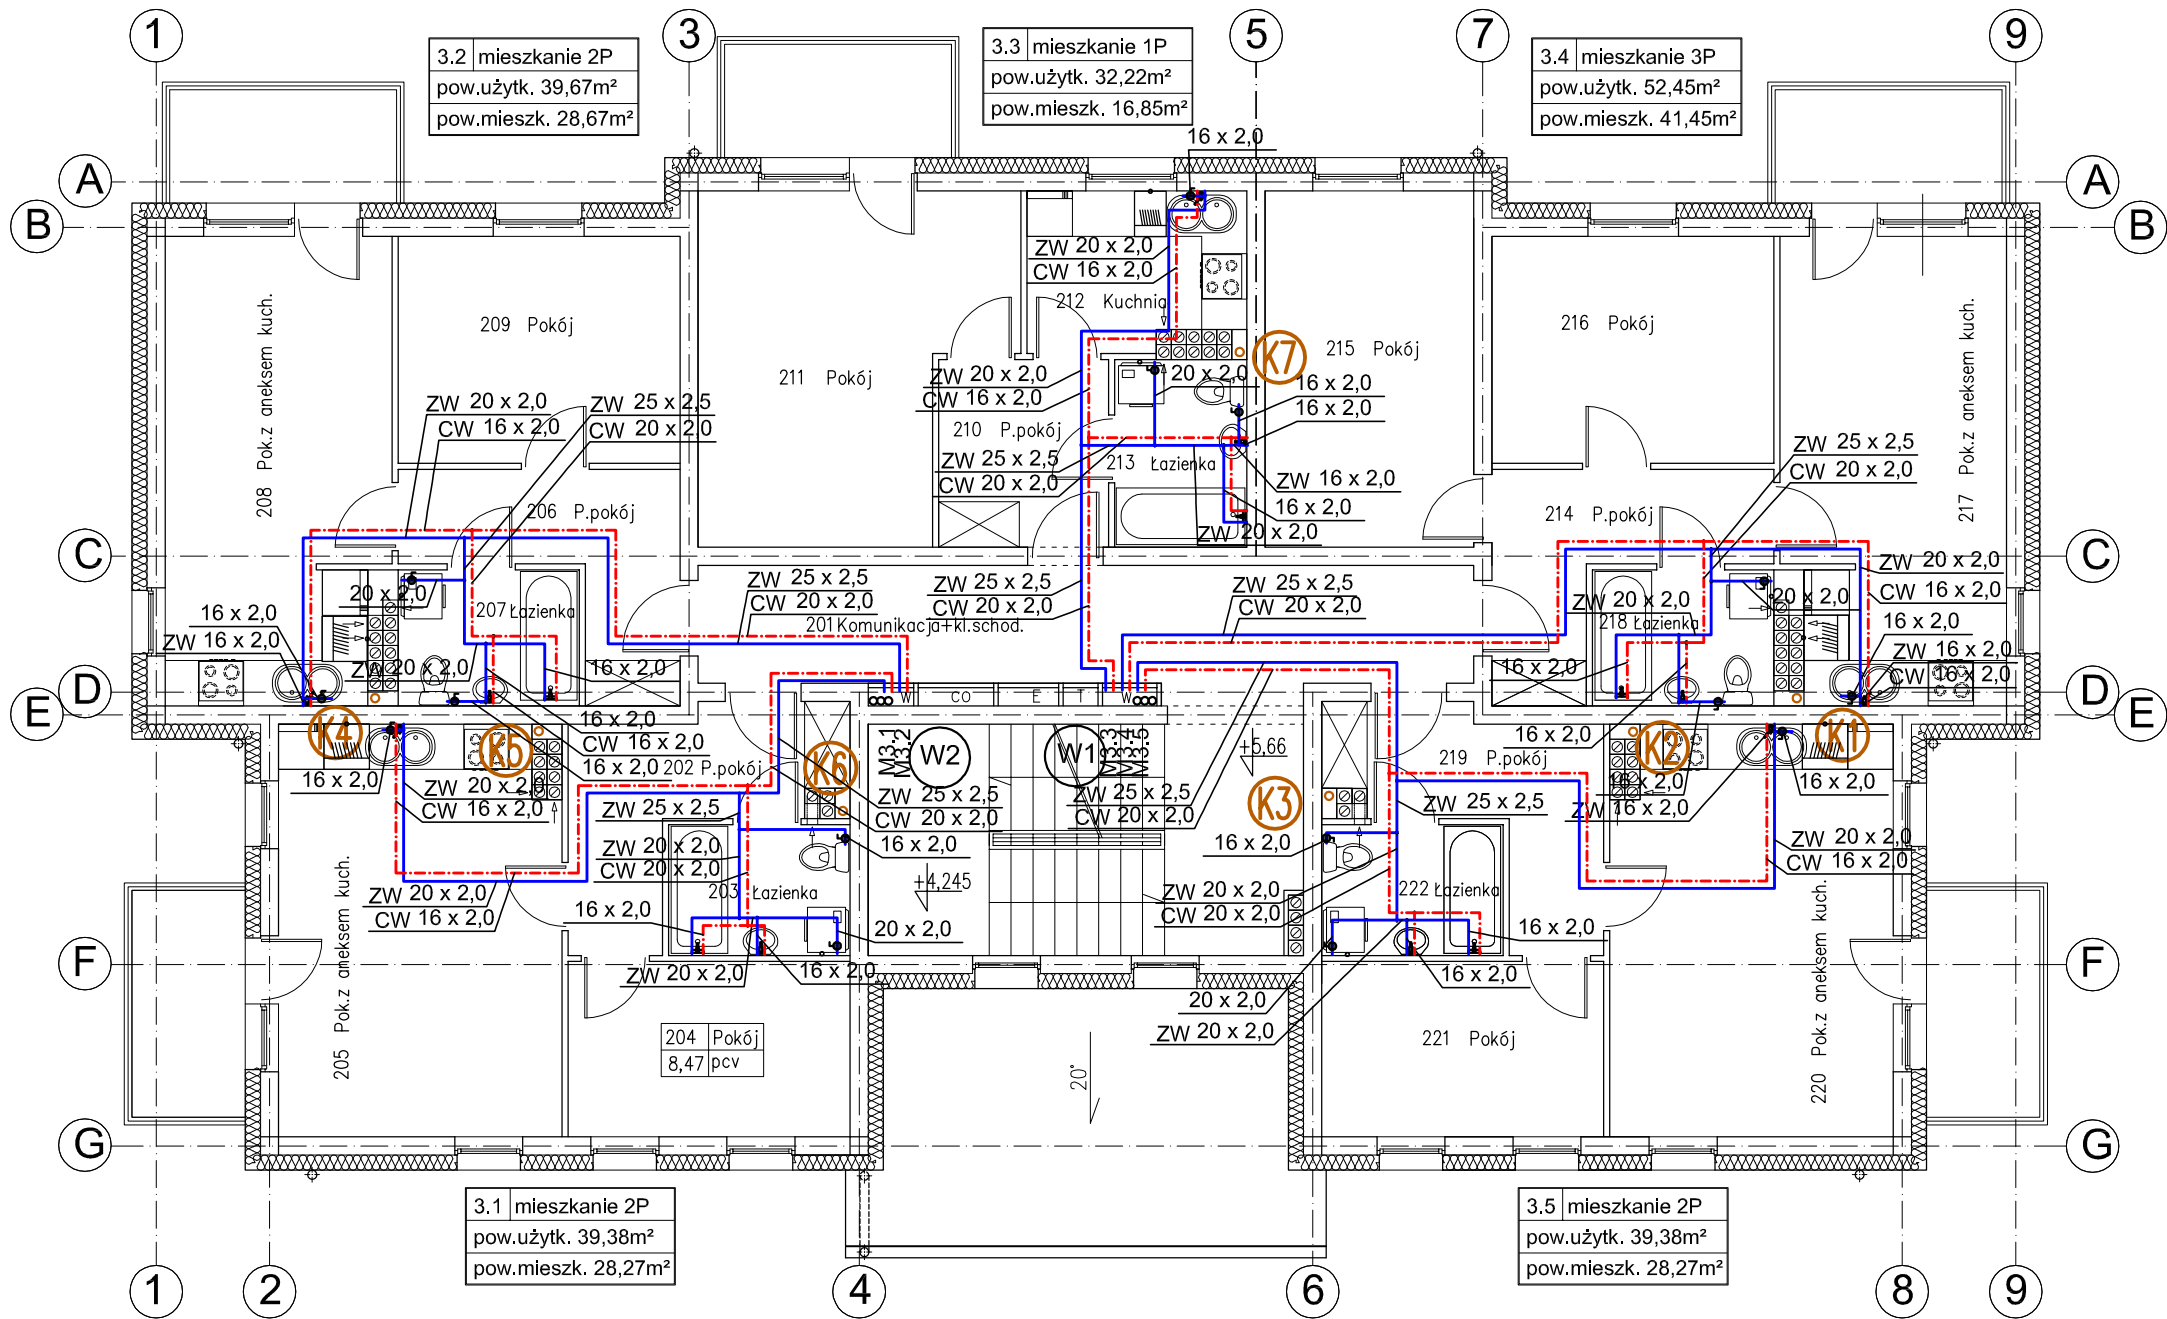 1
3
5
7
9
3.2 mieszkanie 2P
pow.użytk. 39,67m²
pow.mieszk. 28,67m²
3.3 mieszkanie 1P
pow.użytk. 32,22m²
pow.mieszk. 16,85m²
3.4 mieszkanie 3P
pow.użytk. 52,45m²
pow.mieszk. 41,45m²
16 x 2,0
A
A
B
B
ZW 20 x 2,0
CW 16 x 2,0
212 Kuchnia
208 Pok.z aneksem kuch.
209 Pokój
211 Pokój
K7
215 Pokój
216 Pokój
217 Pok.z aneksem kuch.
ZW 20 x 2,0
CW 16 x 2,0
20 x 2,0
16 x 2,0
16 x 2,0
ZW 20 x 2,0
CW 16 x 2,0
ZW 25 x 2,5
CW 20 x 2,0
210 P.pokój
ZW 25 x 2,5
CW 20 x 2,0
213 Łazienka
ZW 16 x 2,0
16 x 2,0
ZW 20 x 2,0
ZW 25 x 2,5
CW 20 x 2,0
206 P.pokój
214 P.pokój
C
C
20 x 2,0
207 Łazienka
16 x 2,0
ZW 16 x 2,0
ZW 20 x 2,0
16 x 2,0
ZW 25 x 2,5
CW 20 x 2,0
201 Komunikacja+kl.schod.
ZW 25 x 2,5
CW 20 x 2,0
ZW 25 x 2,5
CW 20 x 2,0
ZW 20 x 2,0
20 x 2,0
218 Łazienka
16 x 2,0
ZW 20 x 2,0
CW 16 x 2,0
16 x 2,0
ZW 16 x 2,0
CW 16 x 2,0
D
D
E
E
W
CO
E
T
W
K4
K5
16 x 2,0
CW 16 x 2,0
16 x 2,0
202 P.pokój
K6
M3.1
M3.2
W2
W1
M3.3
M3.4
M3.5
+5,66
K3
219 P.pokój
16 x 2,0
K2
K1
16 x 2,0
ZW 20 x 2,0
CW 16 x 2,0
ZW 25 x 2,5
ZW 25 x 2,5
CW 20 x 2,0
ZW 25 x 2,5
CW 20 x 2,0
ZW 25 x 2,5
16 x 2,0
ZW 16 x 2,0
16 x 2,0
ZW 20 x 2,0
CW 20 x 2,0
16 x 2,0
16 x 2,0
ZW 20 x 2,0
CW 16 x 2,0
203 Łazienka
+4,245
ZW 20 x 2,0
CW 20 x 2,0
222 Łazienka
ZW 20 x 2,0
CW 16 x 2,0
16 x 2,0
20 x 2,0
16 x 2,0
205 Pok.z aneksem kuch.
220 Pok.z aneksem kuch.
F
F
ZW 20 x 2,0
16 x 2,0
16 x 2,0
20 x 2,0
ZW 20 x 2,0
204 Pokój
8,47 pcv
20°
221 Pokój
G
G
3.1 mieszkanie 2P
pow.użytk. 39,38m²
pow.mieszk. 28,27m²
3.5 mieszkanie 2P
pow.użytk. 39,38m²
pow.mieszk. 28,27m²
1
2
4
6
8
9